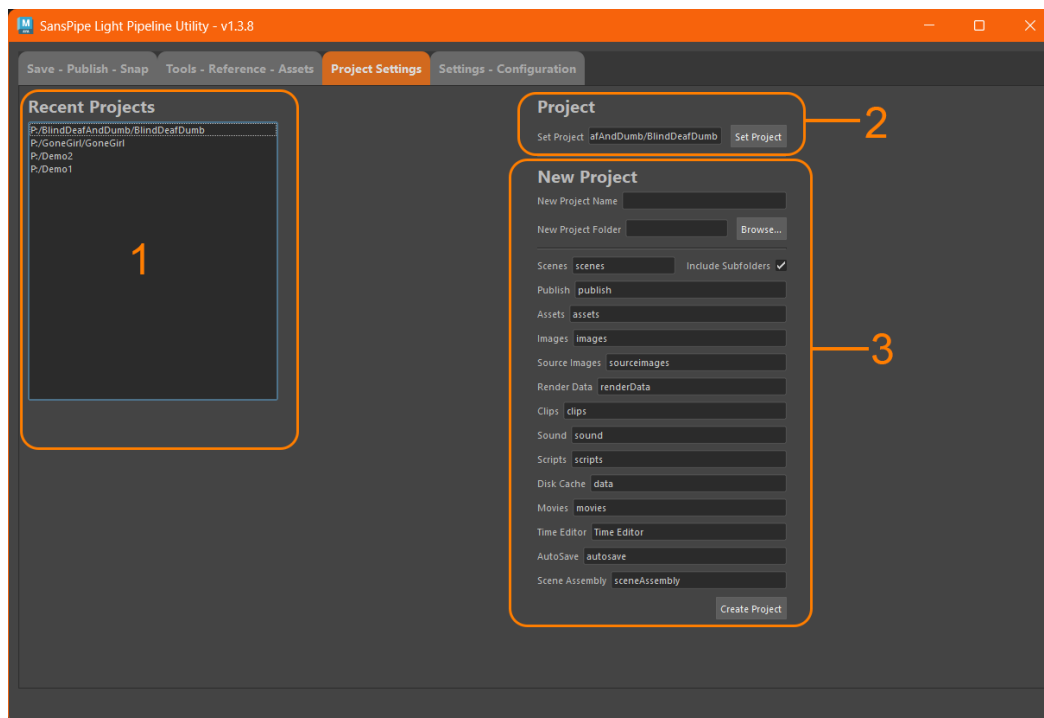 SansPipe Light Pipeline Utility - v1.3.8
Save - Publish - Snap Tools - Reference - Assets Project Settings Settings - Configuration
Recent Projects
P:/BlindDeafAndDumb/BlindDeafDumb
P:/GoneGirl/GoneGirl
P:/Demo2
P:/Demo1
1
Project
Set Project afAndDumb/BlindDeafDumb Set Project
2
New Project
New Project Name
New Project Folder Browse...
Scenes scenes Include Subfolders
Publish publish
Assets assets
Images images
Source Images sourceimages
Render Data renderData
Clips clips
Sound sound
Scripts scripts
Disk Cache data
Movies movies
Time Editor Time Editor
AutoSave autosave
Scene Assembly sceneAssembly
Create Project
3